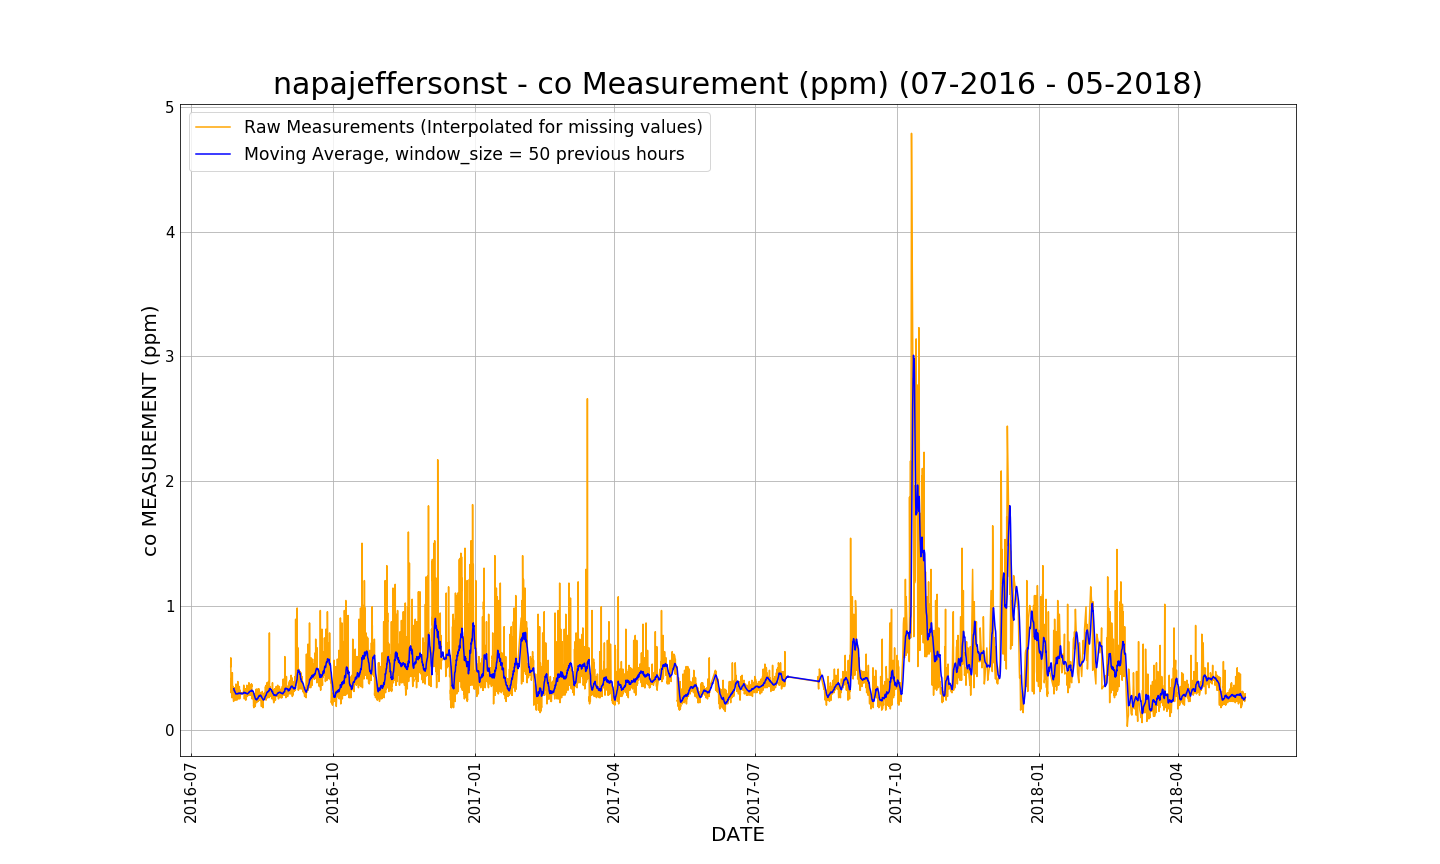 napajeffersonst - co Measurement (ppm) (07-2016 - 05-2018)
Raw Measurements (Interpolated for missing values)
Moving Average, window_size = 50 previous hours
co MEASUREMENT (ppm)
5
4
3
2
1
0
2016-07
2016-10
2017-01
2017-04
2017-07
2017-10
2018-01
2018-04
DATE